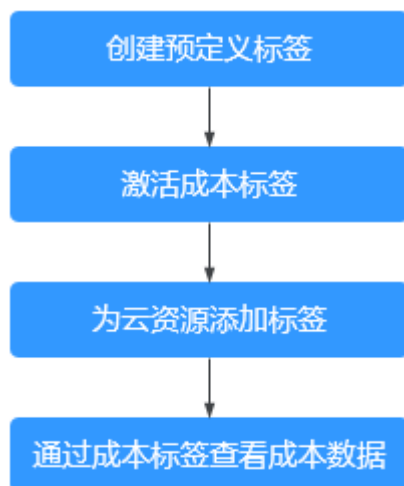 创建预定义标签
激活成本标签
为云资源添加标签
通过成本标签查看成本数据